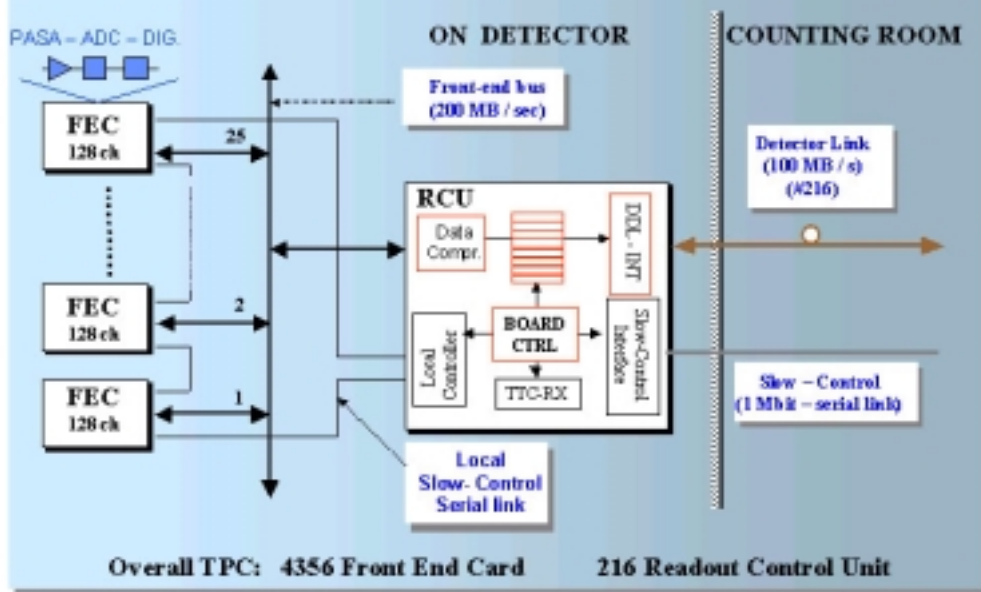 PASA – ADC – DIG.
ON DETECTOR
COUNTING ROOM
Front-end bus
(200 MB / sec)
FEC
128 ch
25
Detector Link
(100 MB / s)
(#216)
RCU
Data
Compr.
DDL - INT
FEC
128 ch
2
BOARD
CTRL
Local
Controller
Slow-Control
Interface
TTC-RX
FEC
128 ch
1
Slow – Control
(1 Mbit – serial link)
Local
Slow- Control
Serial link
Overall TPC: 4356 Front End Card
216 Readout Control Unit